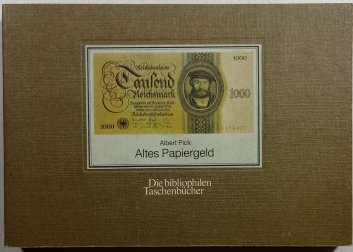 Reichsbanknote
1000
Tausend
Reichsmark
1000
1000
Albert Pick
Altes Papiergeld
Die bibliophilen
Taschenbücher